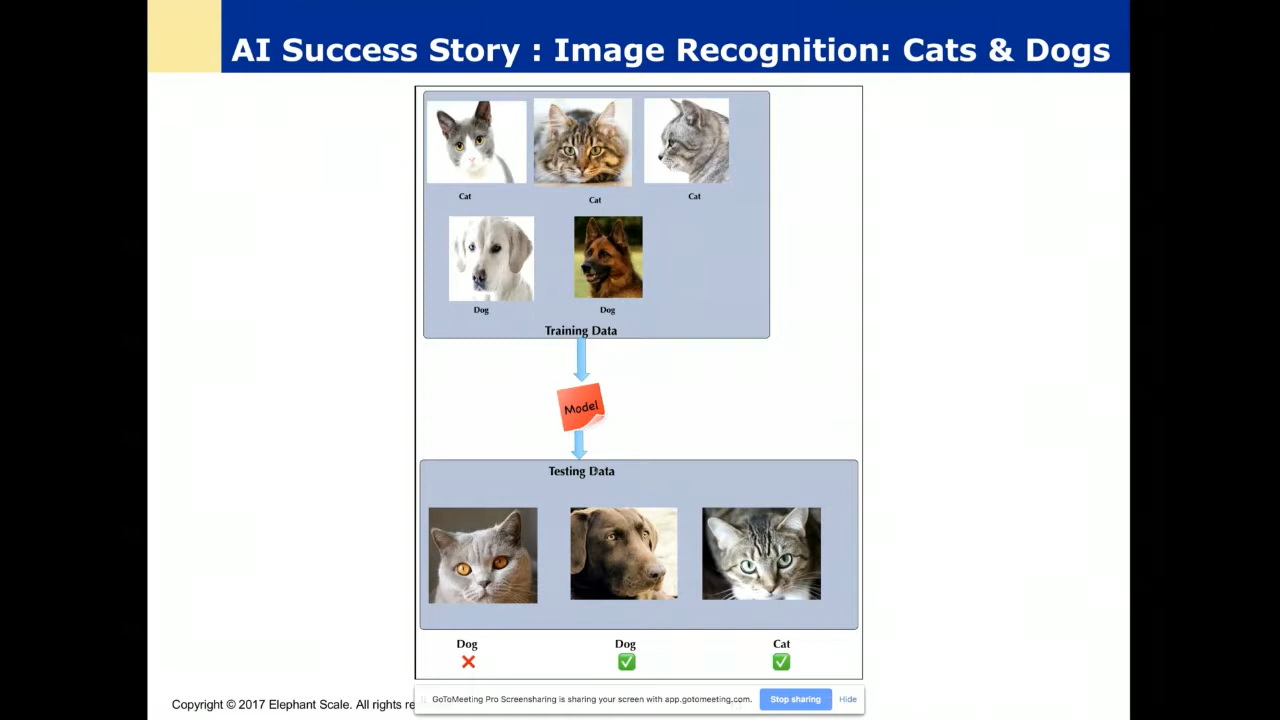 AI Success Story : Image Recognition: Cats & Dogs
Cat
Cat
Cat
Dog
Dog
Training Data
Model
Testing Data
Dog
Dog
Cat
Copyright © 2017 Elephant Scale. All rights re
GoToMeeting Pro Screensharing is sharing your screen with app.gotomeeting.com.
Stop sharing
Hide